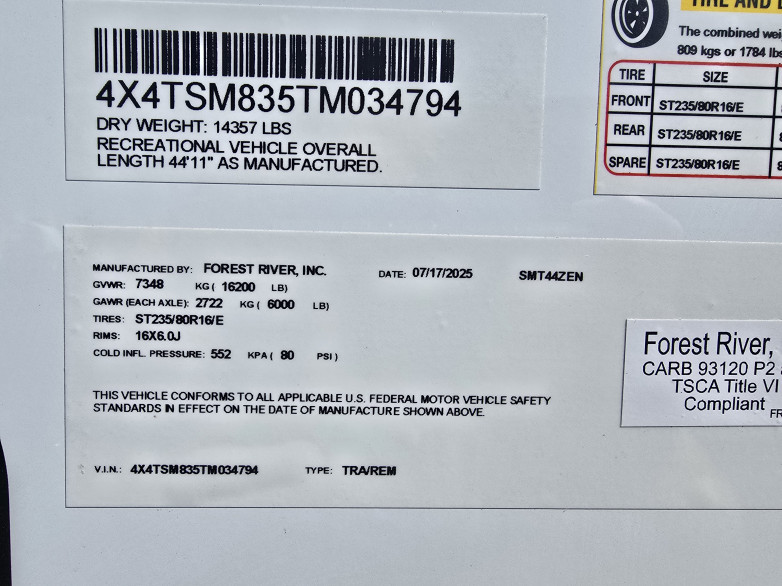 4X4TSM835TM034794
DRY WEIGHT: 14357 LBS
RECREATIONAL VEHICLE OVERALL
LENGTH 44'11" AS MANUFACTURED.
The combined
809 kgs or 1784 lbs
TIRE SIZE
FRONT ST235/80R16/E
REAR ST235/80R16/E
SPARE ST235/80R16/E
MANUFACTURED BY: FOREST RIVER, INC. DATE: 07/17/2025 SMT44ZEN
GVWR: 7348 KG ( 16200 LB)
GAWR (EACH AXLE): 2722 KG ( 6000 LB)
TIRES: ST235/80R16/E
RIMS: 16X6.0J
COLD INFL. PRESSURE: 552 KPA ( 80 PSI )
THIS VEHICLE CONFORMS TO ALL APPLICABLE U.S. FEDERAL MOTOR VEHICLE SAFETY
STANDARDS IN EFFECT ON THE DATE OF MANUFACTURE SHOWN ABOVE.
V.I.N.: 4X4TSM835TM034794 TYPE: TRA/REM
Forest River,
CARB 93120 P2
TSCA Title VI
Compliant
FR